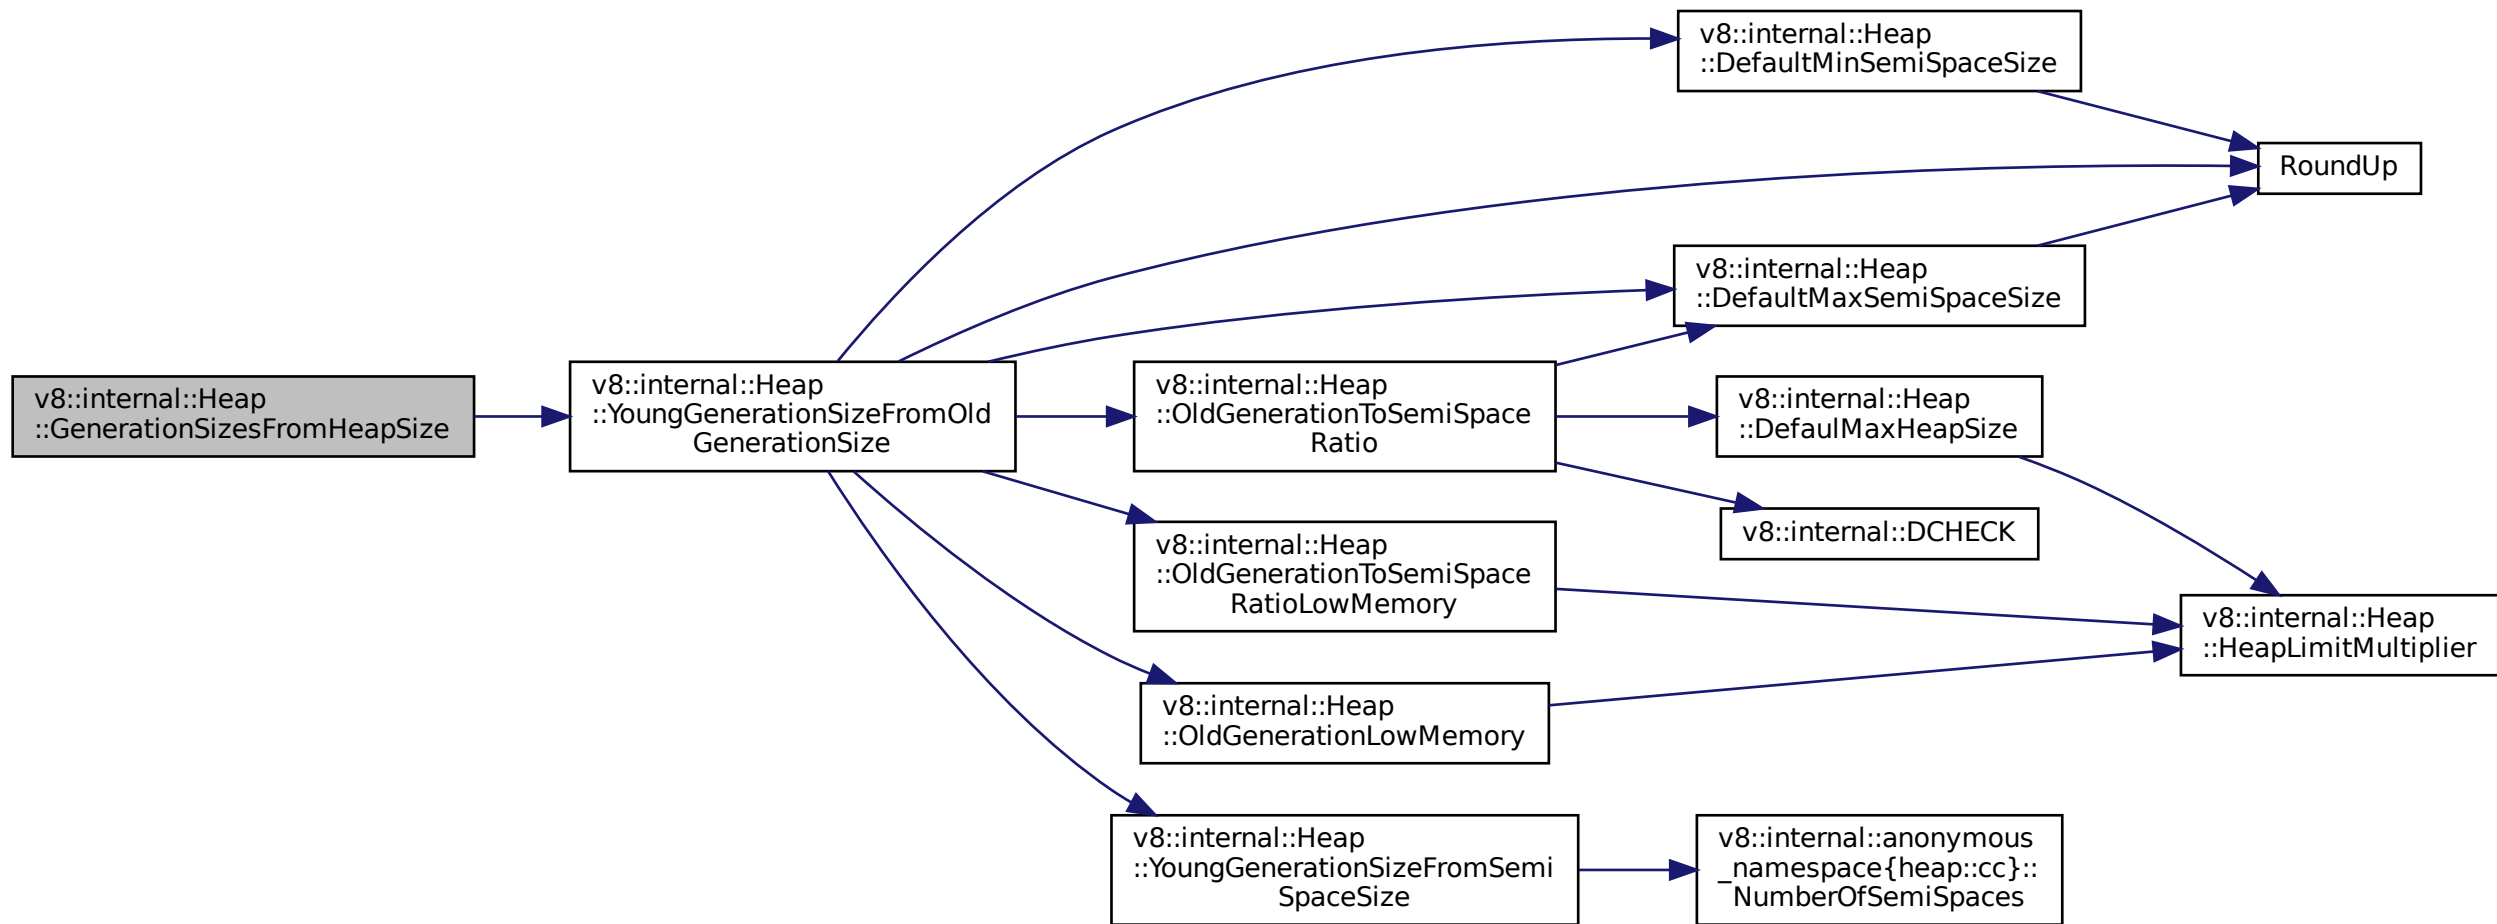 v8::internal::Heap
::DefaultMinSemiSpaceSize
RoundUp
v8::internal::Heap
::DefaultMaxSemiSpaceSize
v8::internal::Heap
::GenerationSizesFromHeapSize
v8::internal::Heap
::YoungGenerationSizeFromOld
GenerationSize
v8::internal::Heap
::OldGenerationToSemiSpace
Ratio
v8::internal::Heap
::DefaulMaxHeapSize
v8::internal::DCHECK
v8::internal::Heap
::OldGenerationToSemiSpace
RatioLowMemory
v8::internal::Heap
::HeapLimitMultiplier
v8::internal::Heap
::OldGenerationLowMemory
v8::internal::Heap
::YoungGenerationSizeFromSemi
SpaceSize
v8::internal::anonymous
_namespace{heap::cc}::
NumberOfSemiSpaces